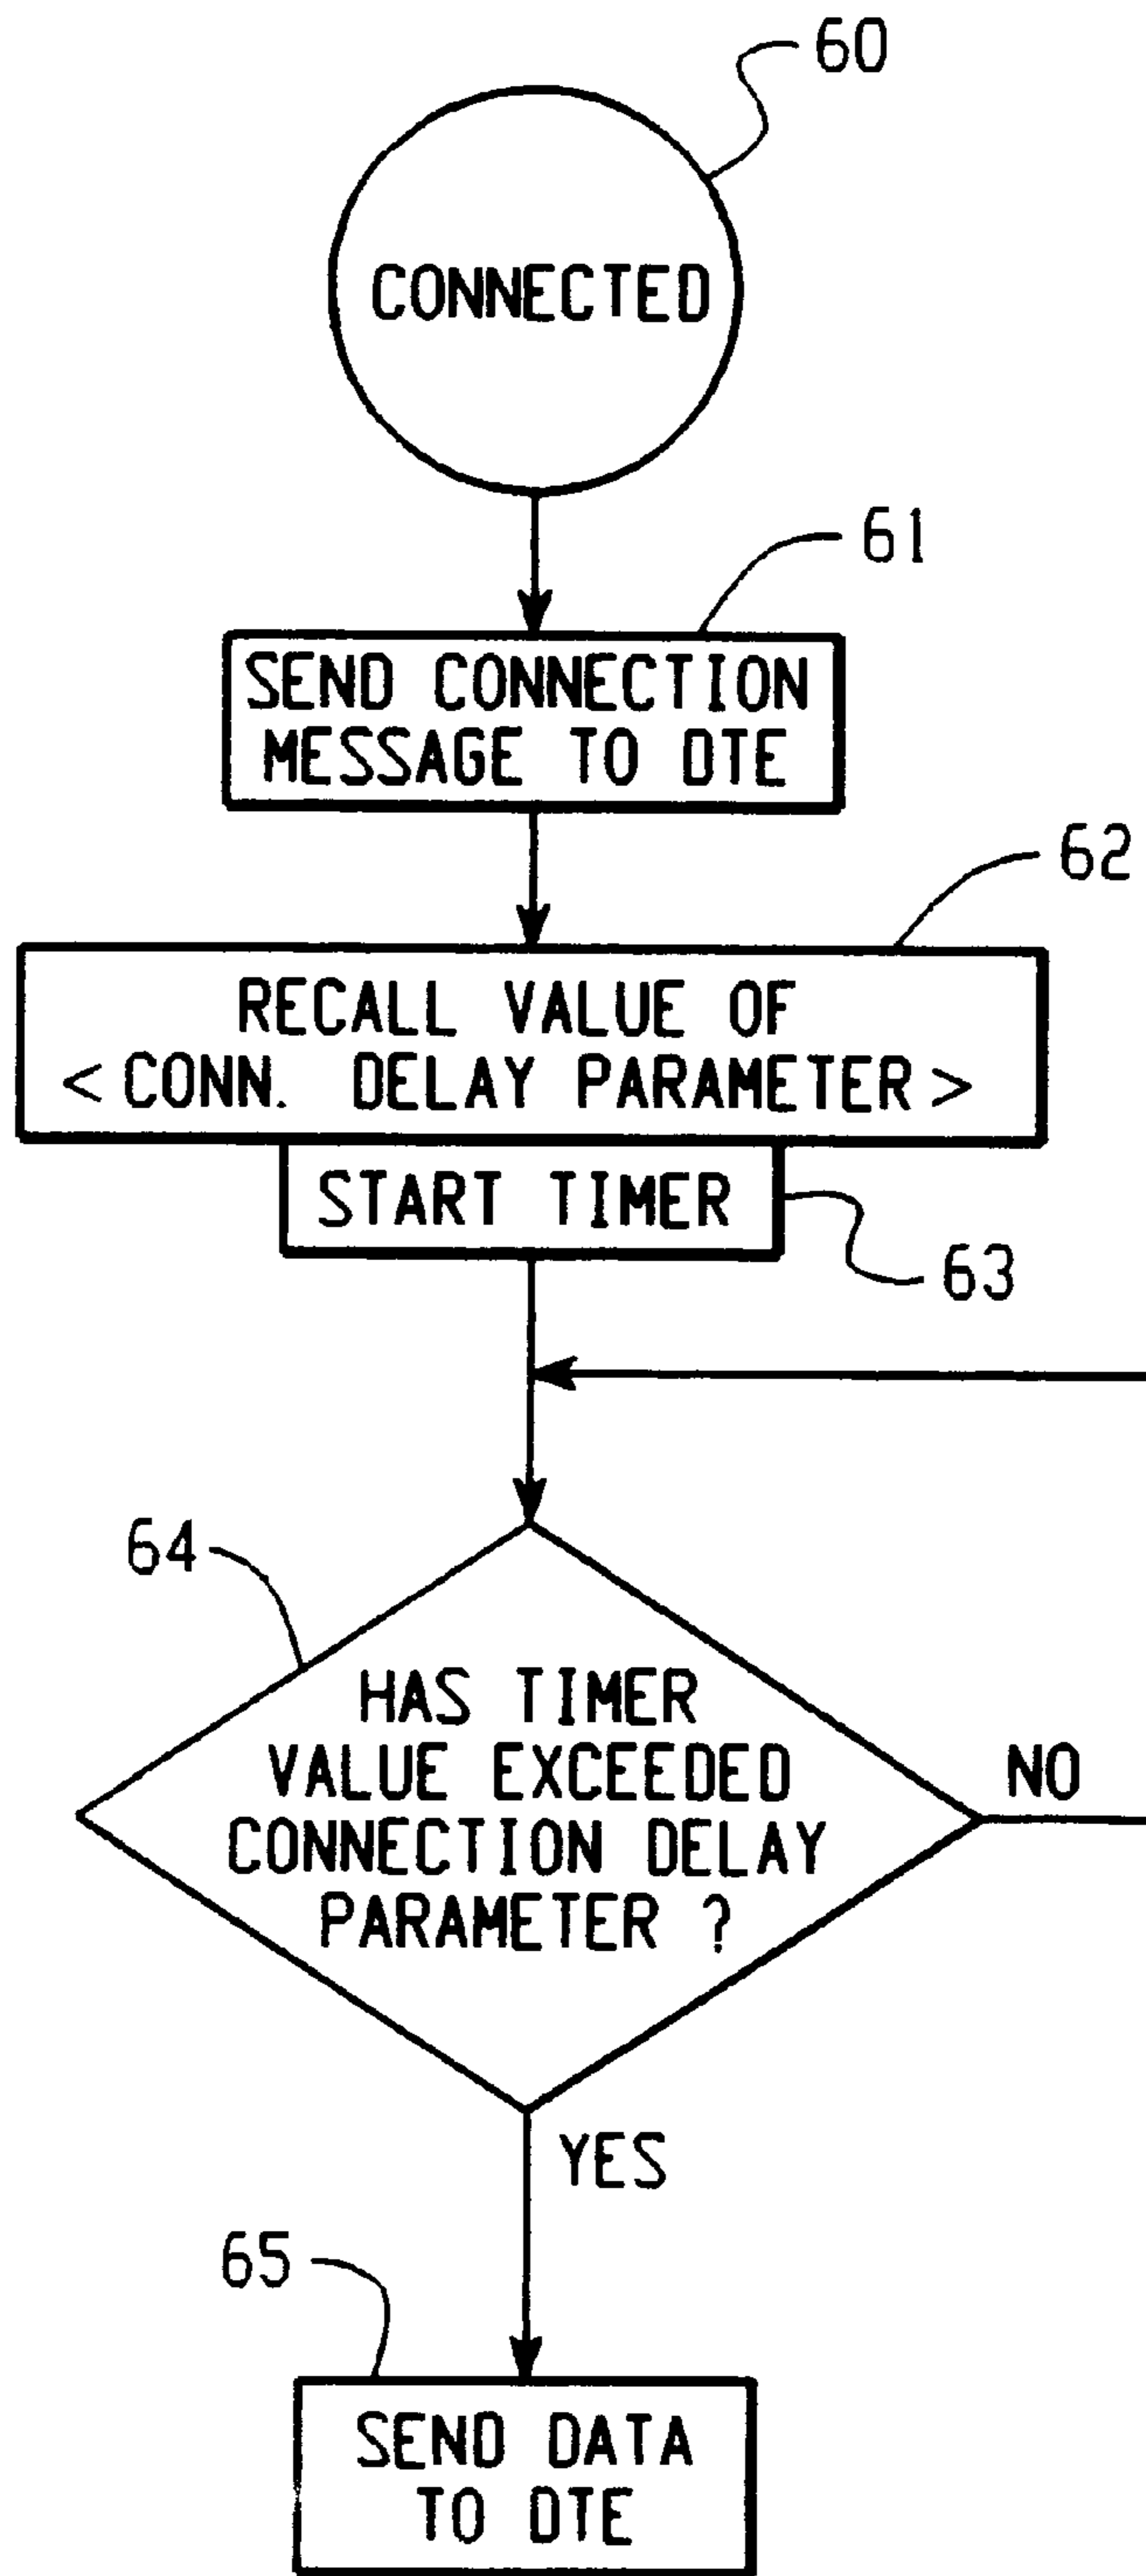 60
CONNECTED
61
SEND CONNECTION
MESSAGE TO DTE
62
RECALL VALUE OF
< CONN. DELAY PARAMETER >
START TIMER
63
64
HAS TIMER
VALUE EXCEEDED
CONNECTION DELAY
PARAMETER ?
NO
YES
65
SEND DATA
TO DTE